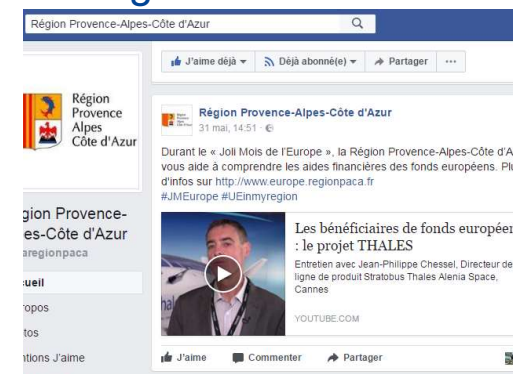 Région Provence-Alpes-Côte d'Azur
J'aime déjà Déjà abonné(e) Partager ...
Région
Provence
Alpes
Côte d'Azur
Région Provence-Alpes-Côte d'Azur
31 mai, 14:51 ·
Durant le « Joli Mois de l'Europe », la Région Provence-Alpes-Côte d'A
vous aide à comprendre les aides financières des fonds européens. Plu
d'infos sur http://www.europe.regionpaca.fr
#JMEurope #UEinmyregion
gion Provence-
es-Côte d'Azur
aregionpaca
cueil
ropos
tos
ntions J'aime
Les bénéficiaires de fonds européen
: le projet THALES
Entretien avec Jean-Philippe Chessel, Directeur de
ligne de produit Stratobus Thales Alenia Space,
Cannes
YOUTUBE.COM
J'aime Commenter Partager